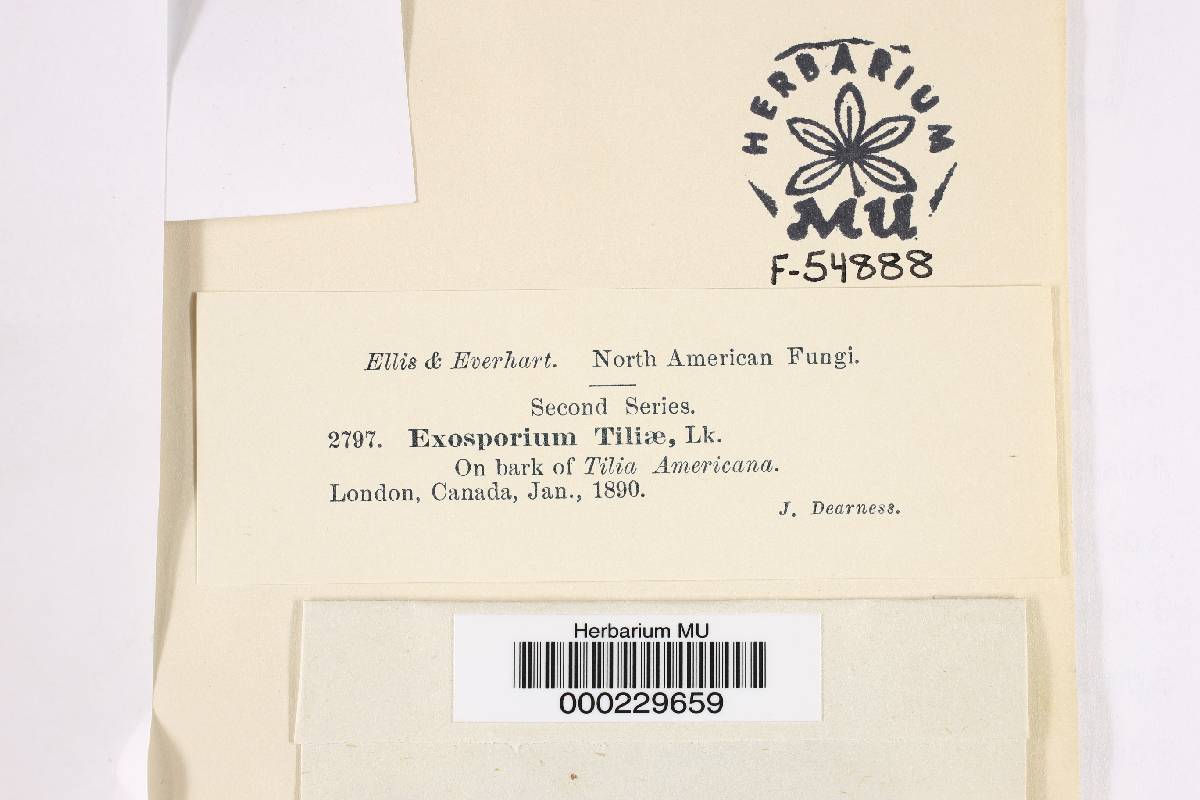 HERBARIUM
MU
F-54888
Ellis & Everhart. North American Fungi.
Second Series.
2797. Exosporium Tiliæ, Lk.
On bark of Tilia Americana.
London, Canada, Jan., 1890.
J. Dearness.
Herbarium MU
000229659